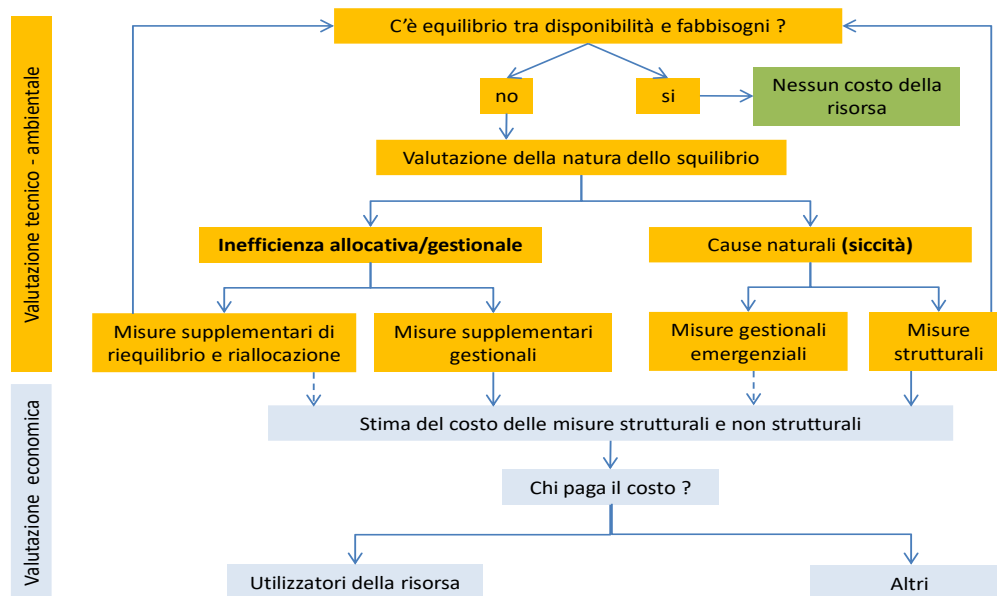 C'è equilibrio tra disponibilità e fabbisogni ?
no
si
Nessun costo della
risorsa
Valutazione della natura dello squilibrio
Inefficienza allocativa/gestionale
Cause naturali (siccità)
Misure supplementari di
riequilibrio e riallocazione
Misure supplementari
gestionali
Misure gestionali
emergenziali
Misure
strutturali
Valutazione tecnico - ambientale
Stima del costo delle misure strutturali e non strutturali
Chi paga il costo ?
Utilizzatori della risorsa
Altri
Valutazione economica